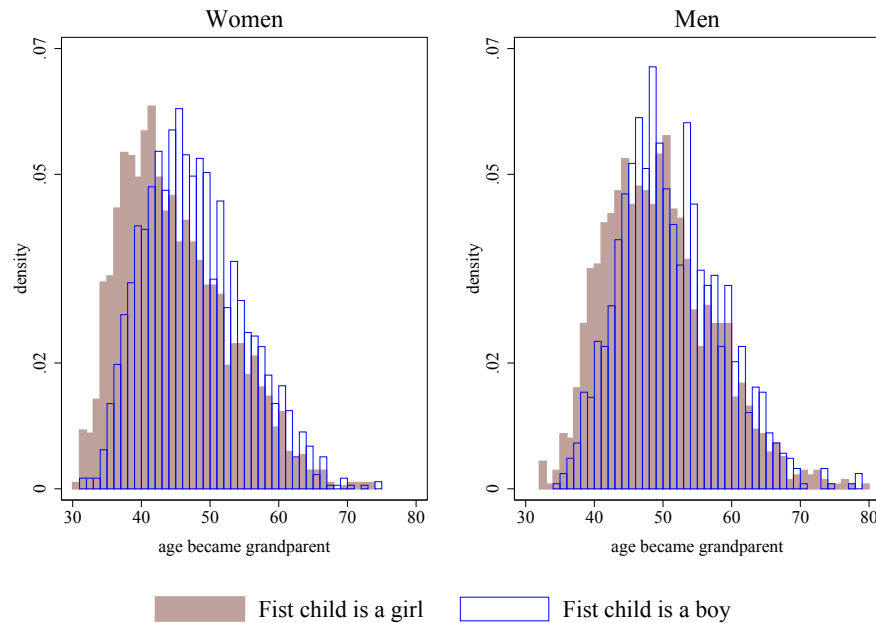 Women
Men
.07
.05
.02
0
density
30 40 50 60 70 80
age became grandparent
.07
.05
.02
0
density
30 40 50 60 70 80
age became grandparent
Fist child is a girl
Fist child is a boy